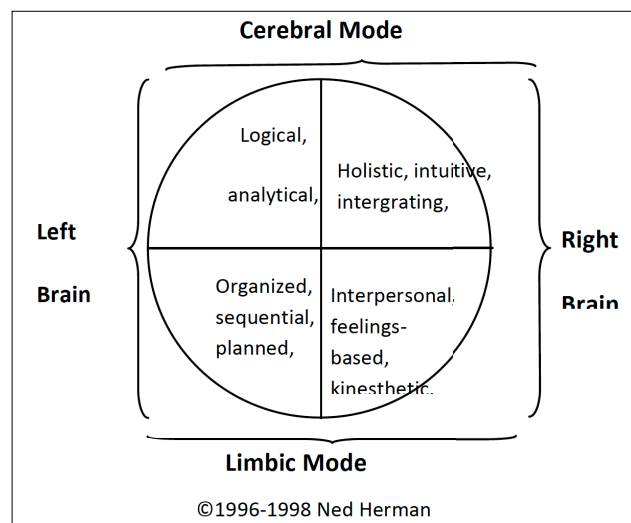 Cerebral Mode
Logical,
analytical,
Holistic, intuitive,
intergrating,
Left
Brain
Right
Brain
Organized,
sequential,
planned,
Interpersonal,
feelings-
based,
kinesthetic.
Limbic Mode
©1996-1998 Ned Herman